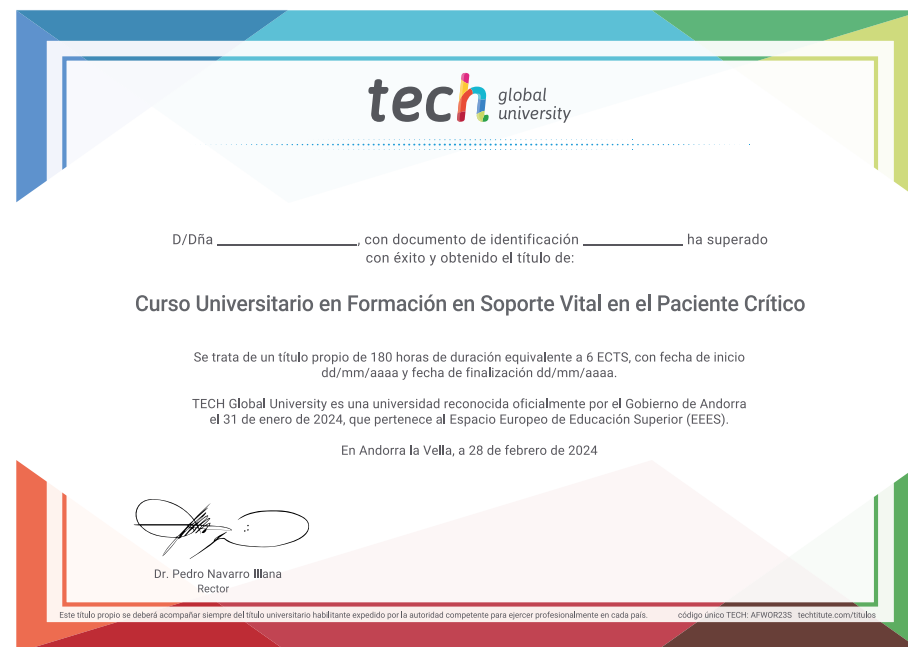 tech global university
D/Dña ______________, con documento de identificación __________ ha superado
con éxito y obtenido el título de:
Curso Universitario en Formación en Soporte Vital en el Paciente Crítico
Se trata de un título propio de 180 horas de duración equivalente a 6 ECTS, con fecha de inicio
dd/mm/aaaa y fecha de finalización dd/mm/aaaa.
TECH Global University es una universidad reconocida oficialmente por el Gobierno de Andorra
el 31 de enero de 2024, que pertenece al Espacio Europeo de Educación Superior (EEES).
En Andorra la Vella, a 28 de febrero de 2024
Dr. Pedro Navarro Illana
Rector
Este título propio se deberá acompañar siempre del título universitario habilitante expedido por la autoridad competente para ejercer profesionalmente en cada país. código único TECH: AFWOR23S techtitute.com/titulos